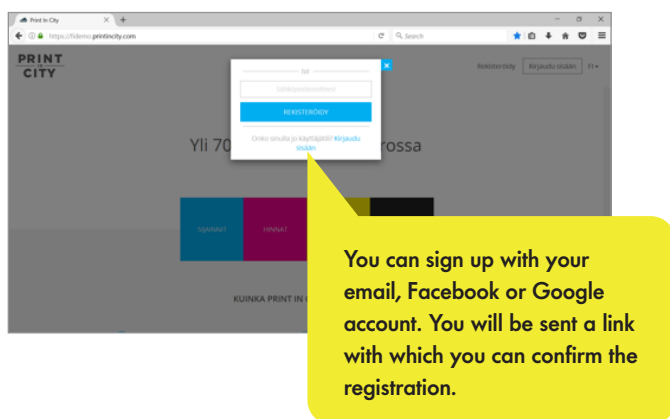 Print In City
https://fidemo.printincity.com
Search
PRINT
IN
CITY
Rekisteröidy Kirjaudu sisään FI
TAI
Sähköpostiosoitteesi
REKISTERÖIDY
Onko sinulla jo käyttäjätili? Kirjaudu
sisään
Yli 70 rossa
SIJAINNIT HINNAT
KUINKA PRINT IN
You can sign up with your
email, Facebook or Google
account. You will be sent a link
with which you can confirm the
registration.